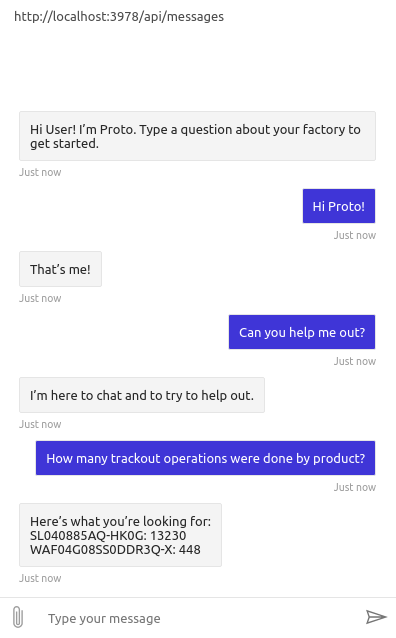 http://localhost:3978/api/messages
Hi User! I’m Proto. Type a question about your factory to
get started.
Just now
Hi Proto!
Just now
That’s me!
Just now
Can you help me out?
Just now
I’m here to chat and to try to help out.
Just now
How many trackout operations were done by product?
Just now
Here’s what you’re looking for:
SL040885AQ-HK0G: 13230
WAF04G08SS0DDR3Q-X: 448
Just now
Type your message